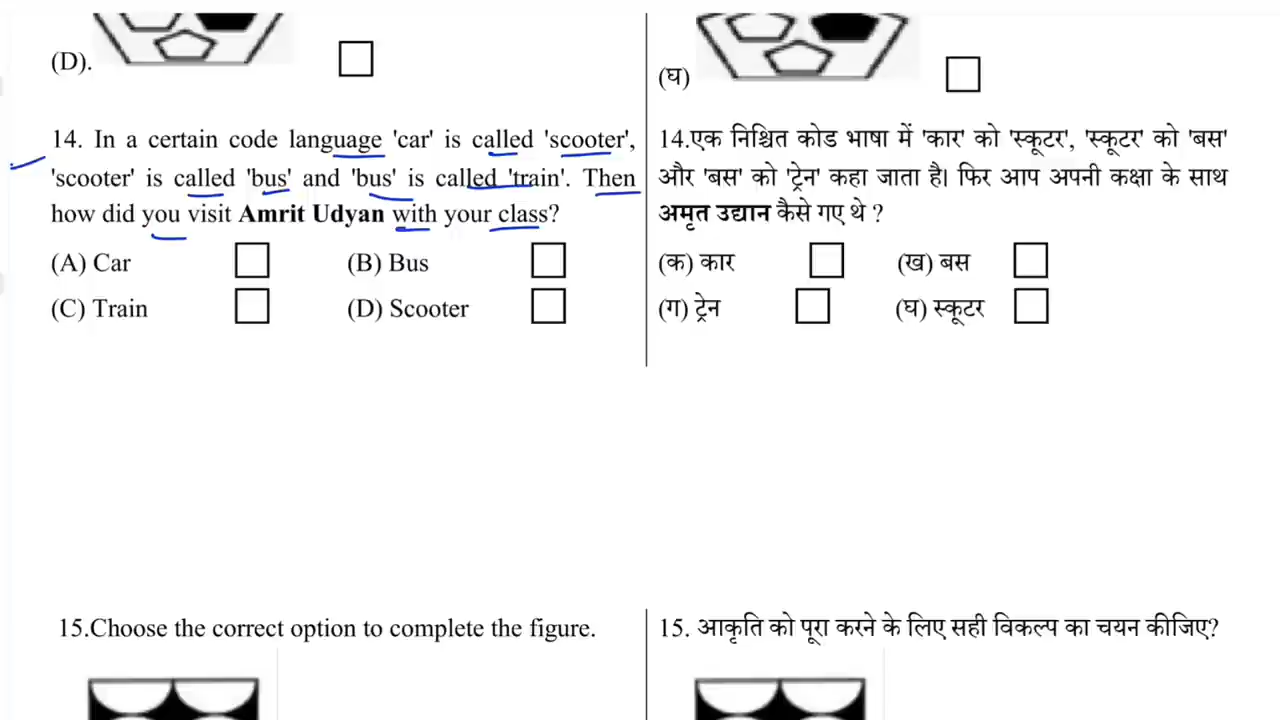 (D).
14. In a certain code language 'car' is called 'scooter',
'scooter' is called 'bus' and 'bus' is called 'train'. Then
how did you visit Amrit Udyan with your class?
(A) Car
(B) Bus
(C) Train
(D) Scooter
15.Choose the correct option to complete the figure.
(घ)
14.एक निश्चित कोड भाषा में 'कार' को 'स्कूटर', 'स्कूटर' को 'बस'
और 'बस' को 'ट्रेन' कहा जाता है। फिर आप अपनी कक्षा के साथ
अमृत उद्यान कैसे गए थे ?
(क) कार
(ख) बस
(ग) ट्रेन
(घ) स्कूटर
15. आकृति को पूरा करने के लिए सही विकल्प का चयन कीजिए?